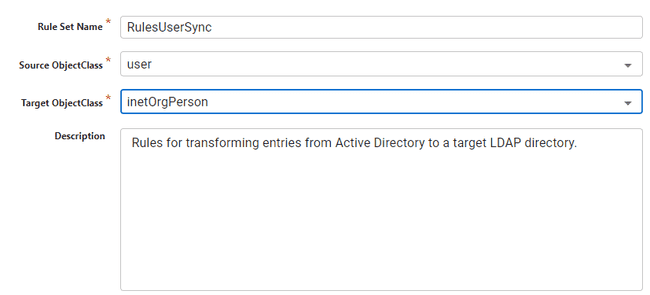 Rule Set Name * RulesUserSync
Source ObjectClass * user
Target ObjectClass * inetOrgPerson
Description Rules for transforming entries from Active Directory to a target LDAP directory.